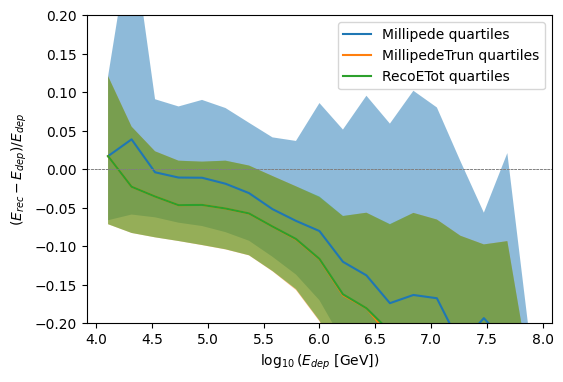 0.20
0.15
0.10
0.05
0.00
−0.05
−0.10
−0.15
−0.20
(E_rec − E_dep)/E_dep
Millipede quartiles
MillipedeTrun quartiles
RecoETot quartiles
4.0 4.5 5.0 5.5 6.0 6.5 7.0 7.5 8.0
log10 (E_dep [GeV])